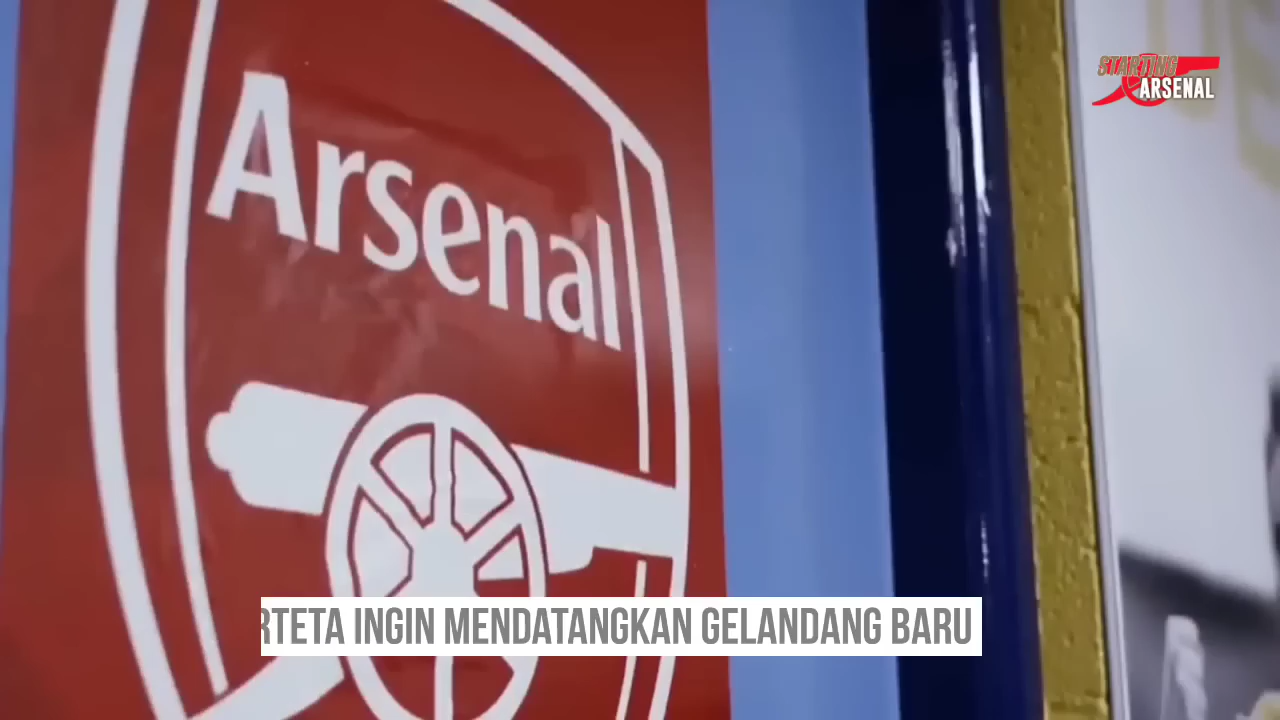 STARTING
ARSENAL
Arsenal
RTETA INGIN MENDATANGKAN GELANDANG BARU